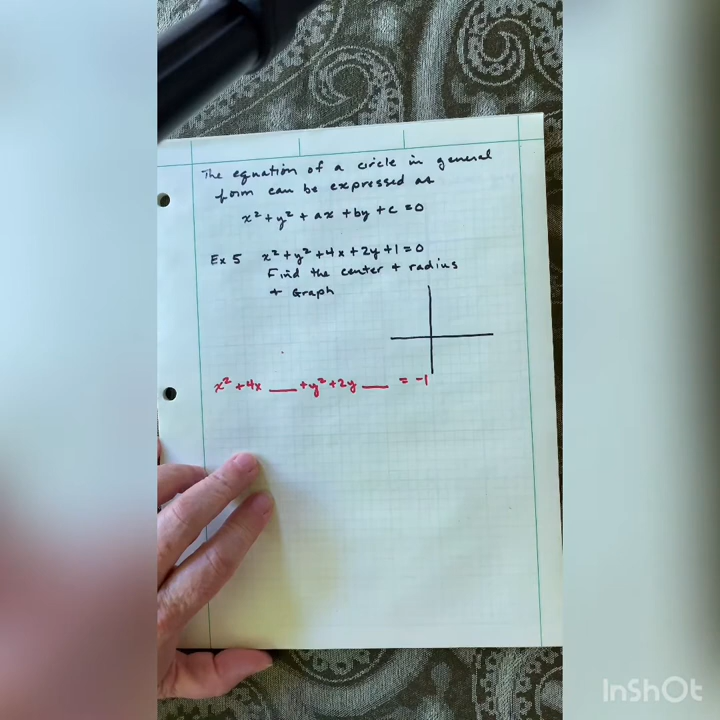 The equation of a circle in general
form can be expressed as
x² + y² + ax + by + c = 0
Ex 5 x² + y² + 4x + 2y + 1 = 0
Find the center + radius
+ Graph
x² + 4x ___ + y² + 2y ___ = -1
InShOt